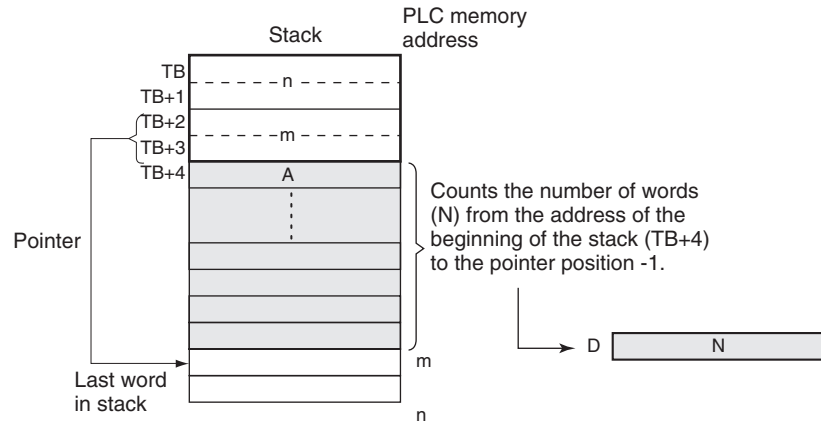 Stack
PLC memory
address
TB
n
TB+1
TB+2
m
TB+3
TB+4
A
Counts the number of words
(N) from the address of the
beginning of the stack (TB+4)
to the pointer position -1.
Pointer
D
N
m
Last word
in stack
n